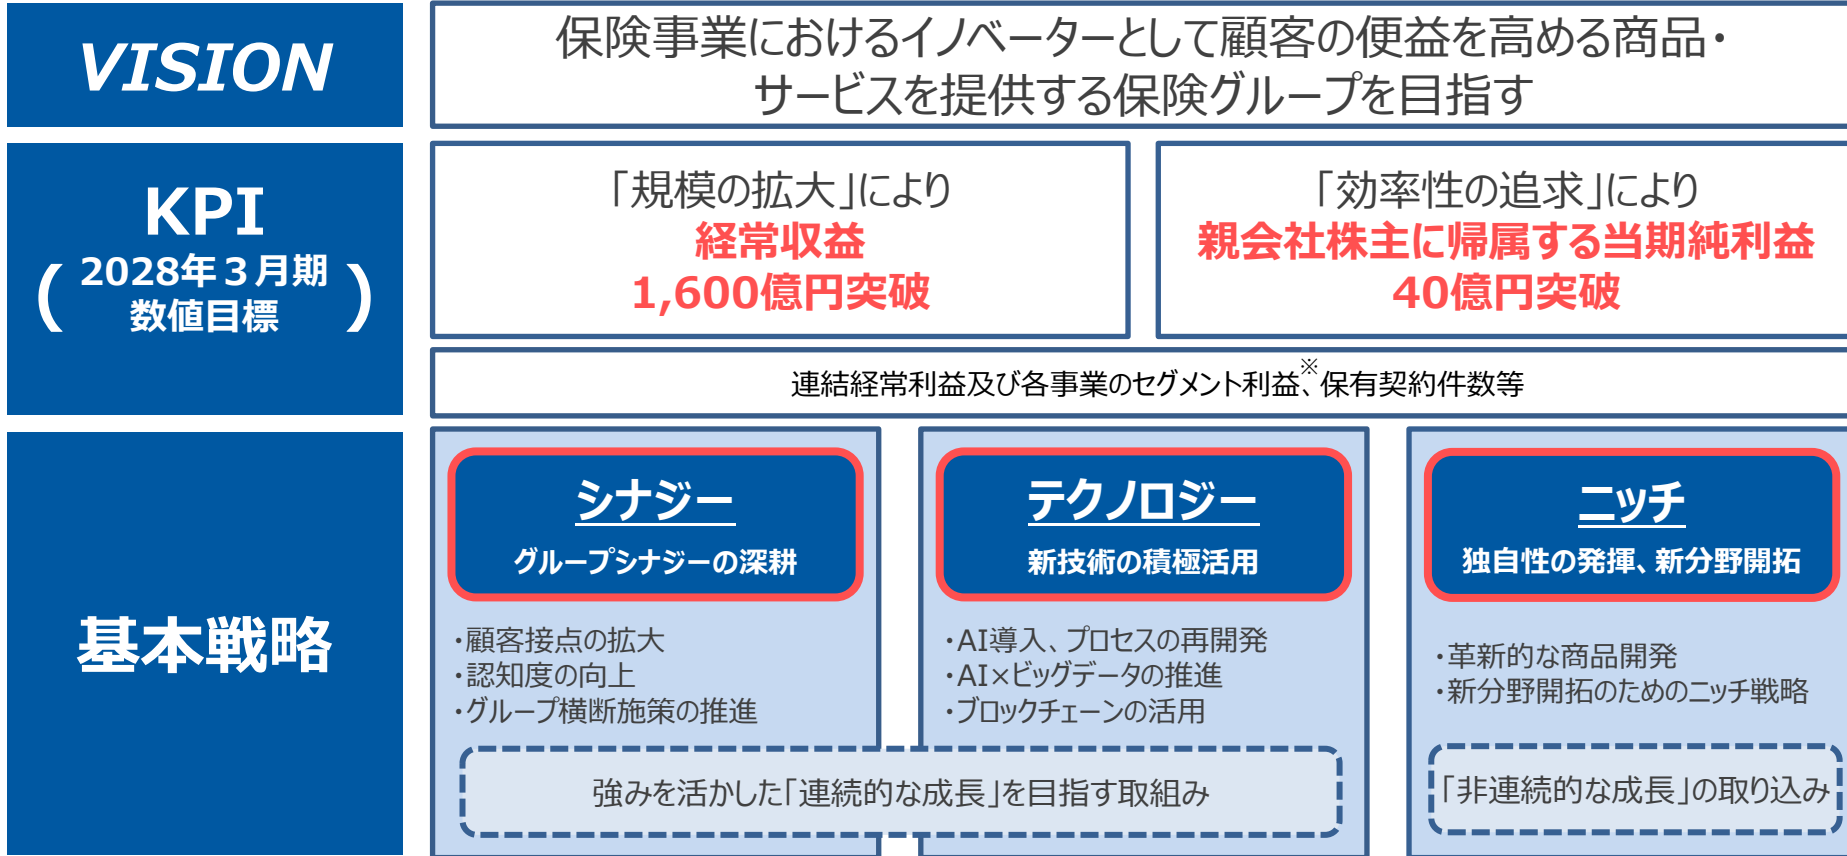 VISION
保険事業におけるイノベーターとして顧客の便益を高める商品・
サービスを提供する保険グループを目指す
KPI
(2028年３月期
数値目標)
「規模の拡大」により
経常収益
1,600億円突破
「効率性の追求」により
親会社株主に帰属する当期純利益
40億円突破
連結経常利益及び各事業のセグメント利益※、保有契約件数等
基本戦略
シナジー
グループシナジーの深耕
・顧客接点の拡大
・認知度の向上
・グループ横断施策の推進
テクノロジー
新技術の積極活用
・AI導入、プロセスの再開発
・AI×ビッグデータの推進
・ブロックチェーンの活用
強みを活かした「連続的な成長」を目指す取組み
ニッチ
独自性の発揮、新分野開拓
・革新的な商品開発
・新分野開拓のためのニッチ戦略
「非連続的な成長」の取り込み